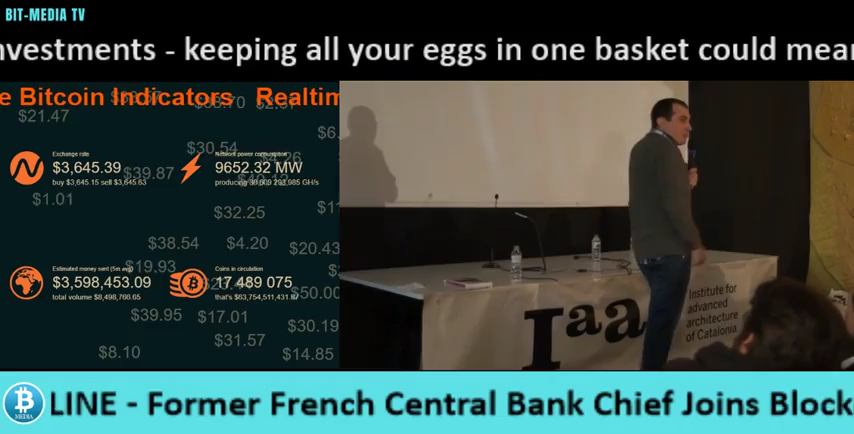 BIT-MEDIA TV
nvestments - keeping all your eggs in one basket could mea
e Bitcoin Indicators Realtim
$21.47
$6.
$30.54
Exchange rate
$3,645.39
buy $3,645.15 sell $3,645.63
$39.87
Network power consumption
9652.32 MW
$1.01
$32.25
$1
$38.54
$4.20
$20.43
$19.93
Estimated money sent (5m avg)
$3,598,453.09
total volume $8,498,766.65
Coins in circulation
17 489 075
$50.00
$39.95
$17.01
$30.19
$31.57
$8.10
$14.85
Iaa
Institute for
advanced
architecture
of Catalonia
B
MEDIA
LINE - Former French Central Bank Chief Joins Block